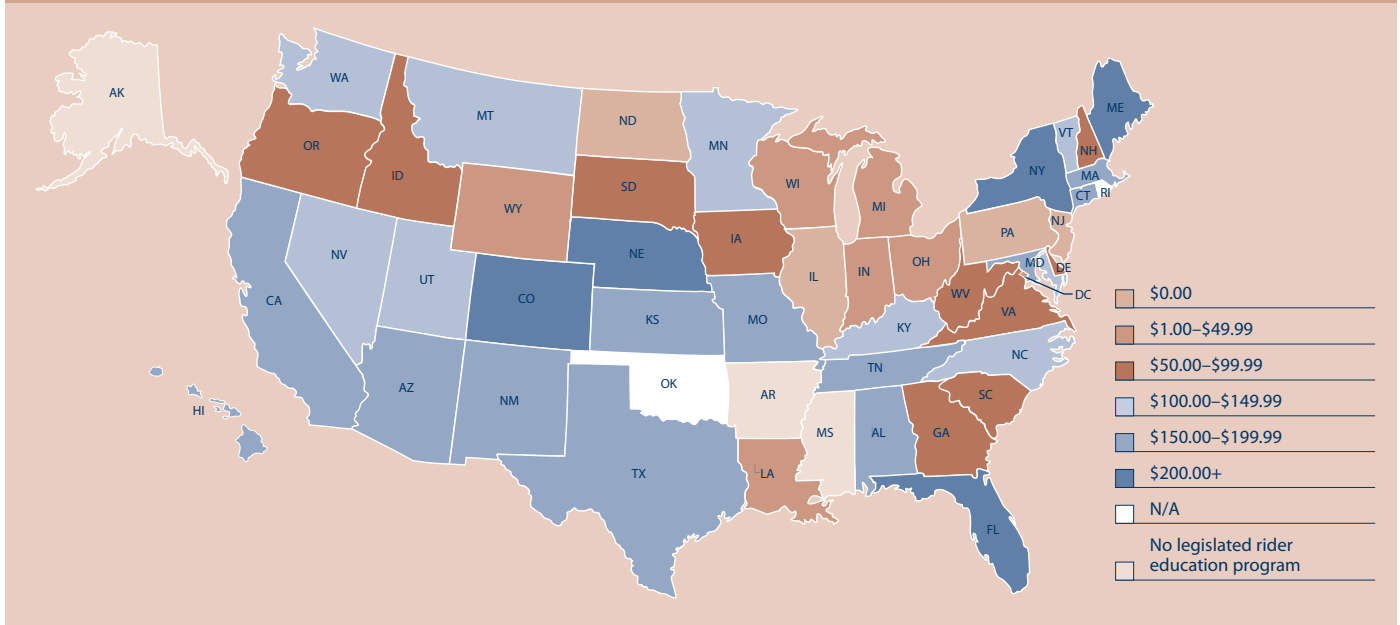 AK
WA
MT
ND
MN
ME
VT
NH
OR
ID
WY
SD
WI
MI
NY
MA
CT
RI
NV
UT
NE
IA
IL
IN
OH
PA
NJ
MD
DE
DC
CA
CO
KS
MO
KY
WV
VA
NC
HI
AZ
NM
OK
AR
TN
SC
MS
AL
GA
TX
LA
FL
$0.00
$1.00–$49.99
$50.00–$99.99
$100.00–$149.99
$150.00–$199.99
$200.00+
N/A
No legislated rider
education program